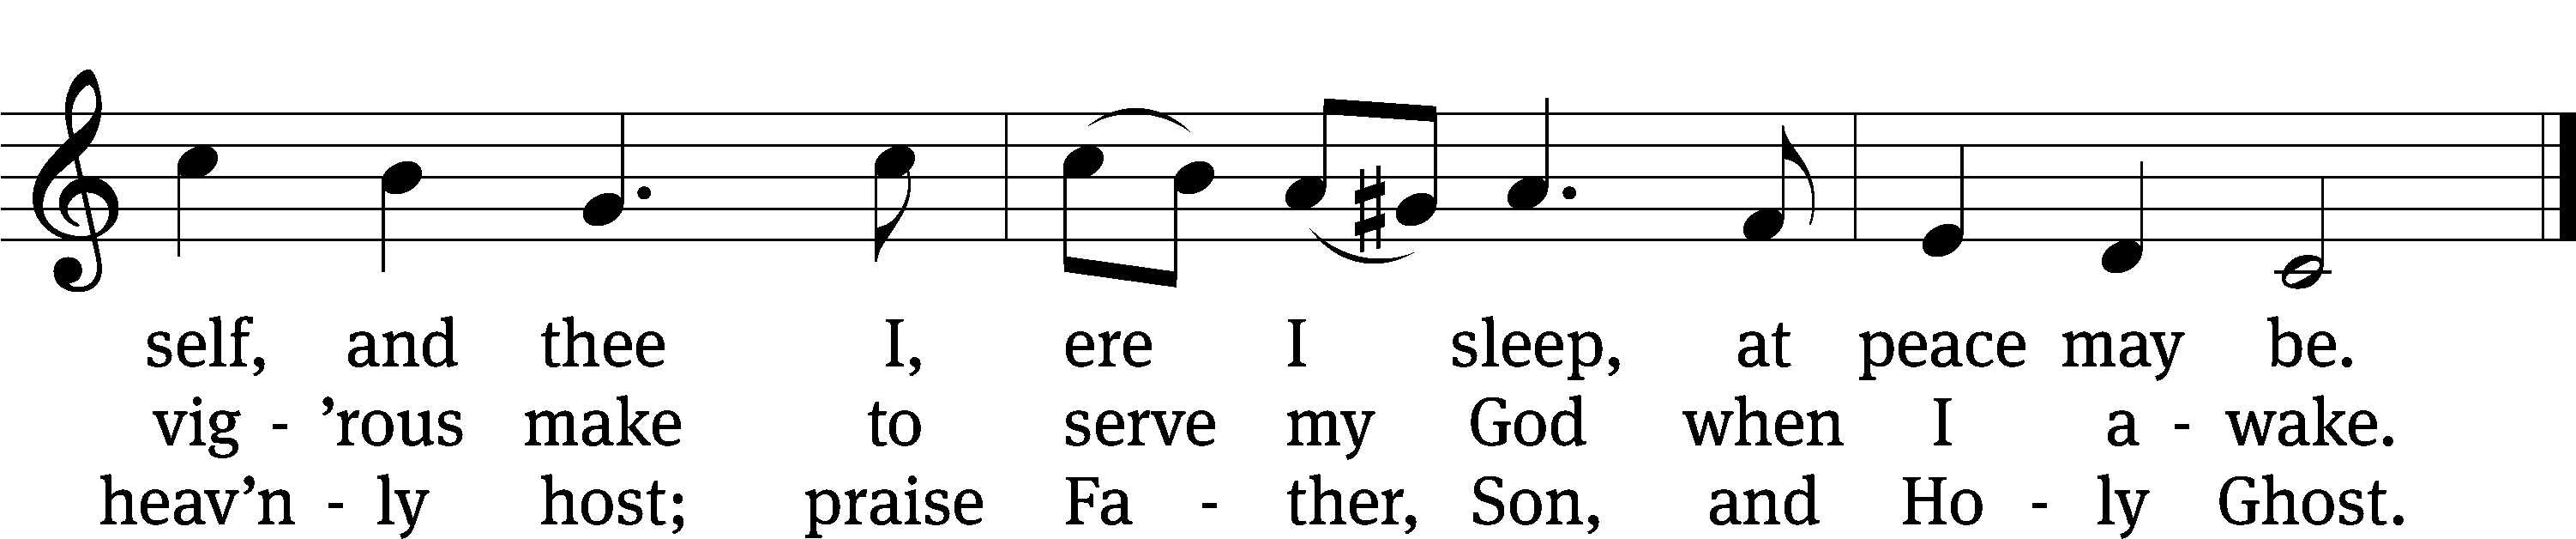 self, and thee I, ere I sleep, at peace may be.
vig - ’rous make to serve my God when I a - wake.
heav’n - ly host; praise Fa - ther, Son, and Ho - ly Ghost.